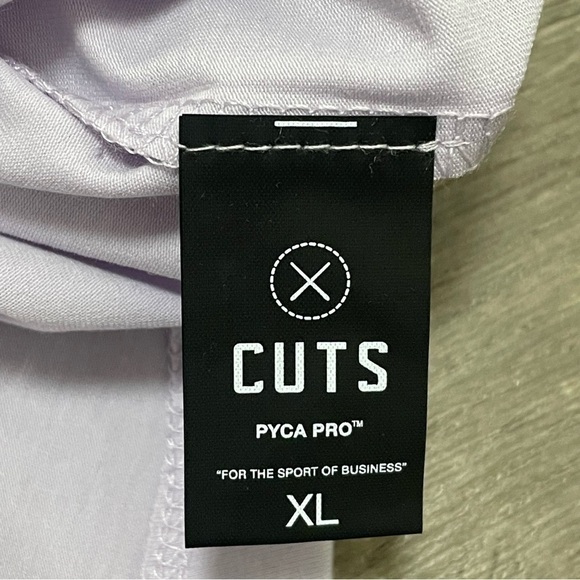 CUTS
PYCA PRO™
"FOR THE SPORT OF BUSINESS"
XL